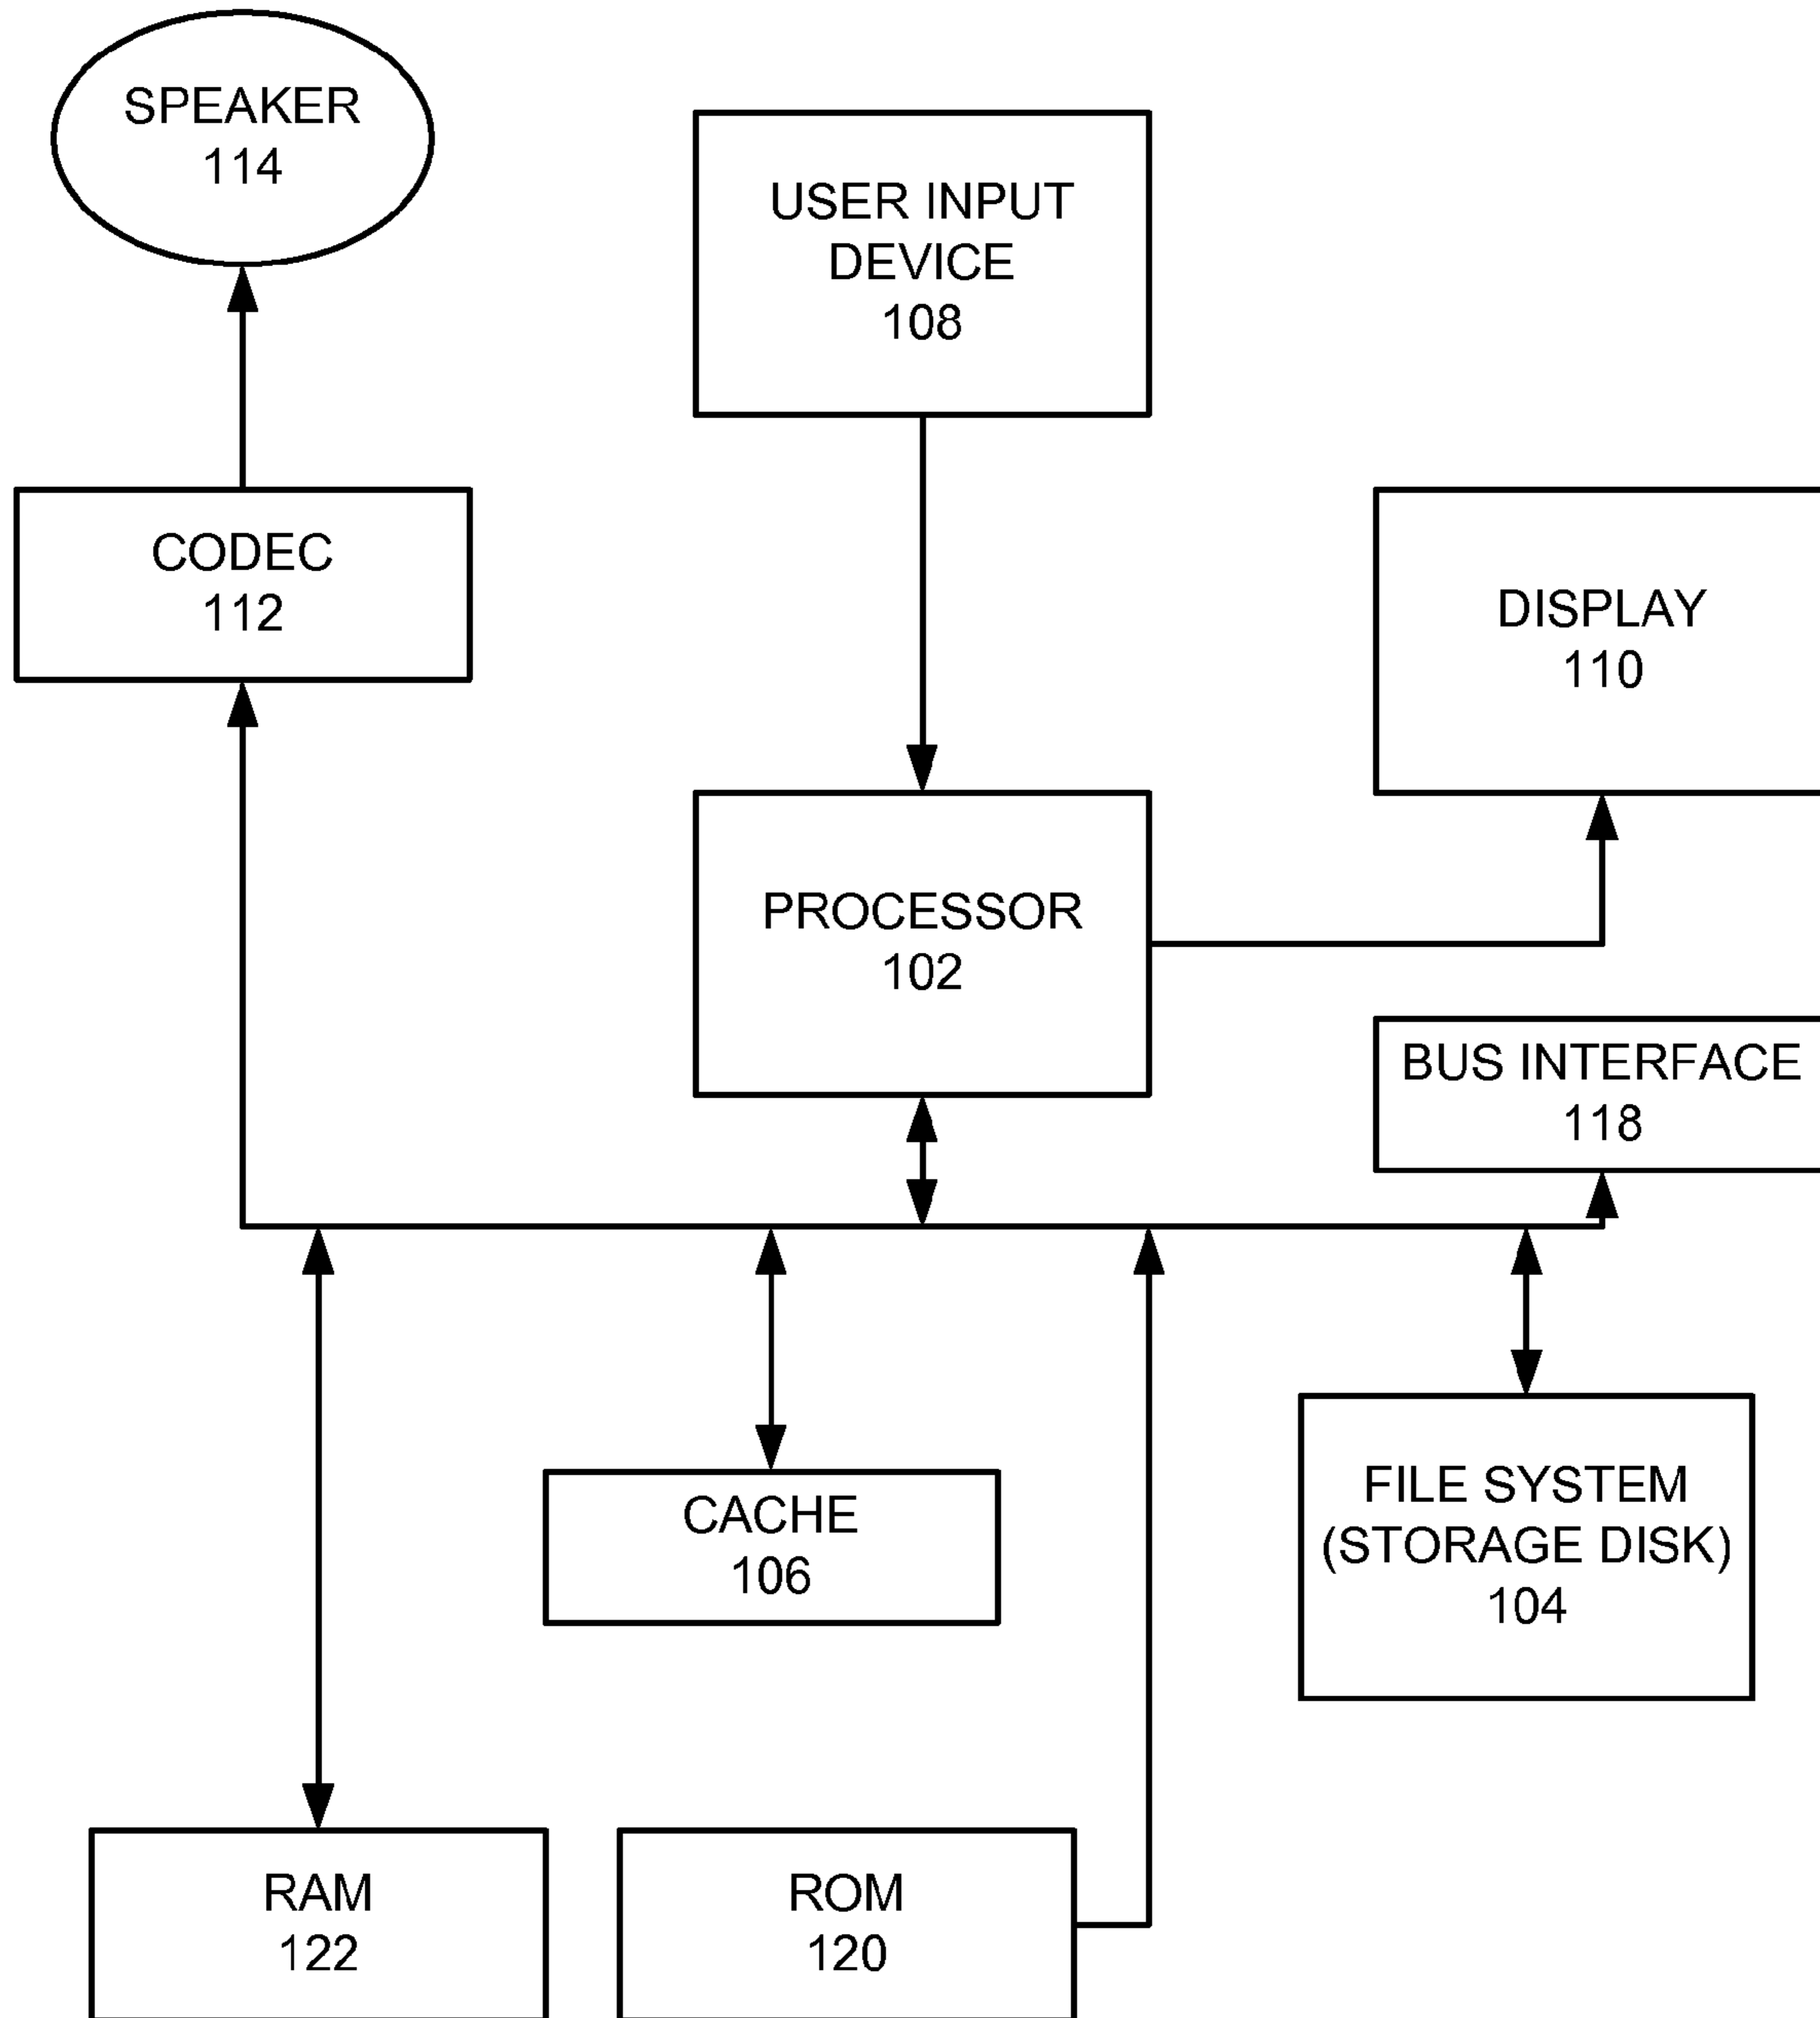 SPEAKER
114
USER INPUT
DEVICE
108
CODEC
112
DISPLAY
110
PROCESSOR
102
BUS INTERFACE
118
CACHE
106
FILE SYSTEM
(STORAGE DISK)
104
RAM
122
ROM
120